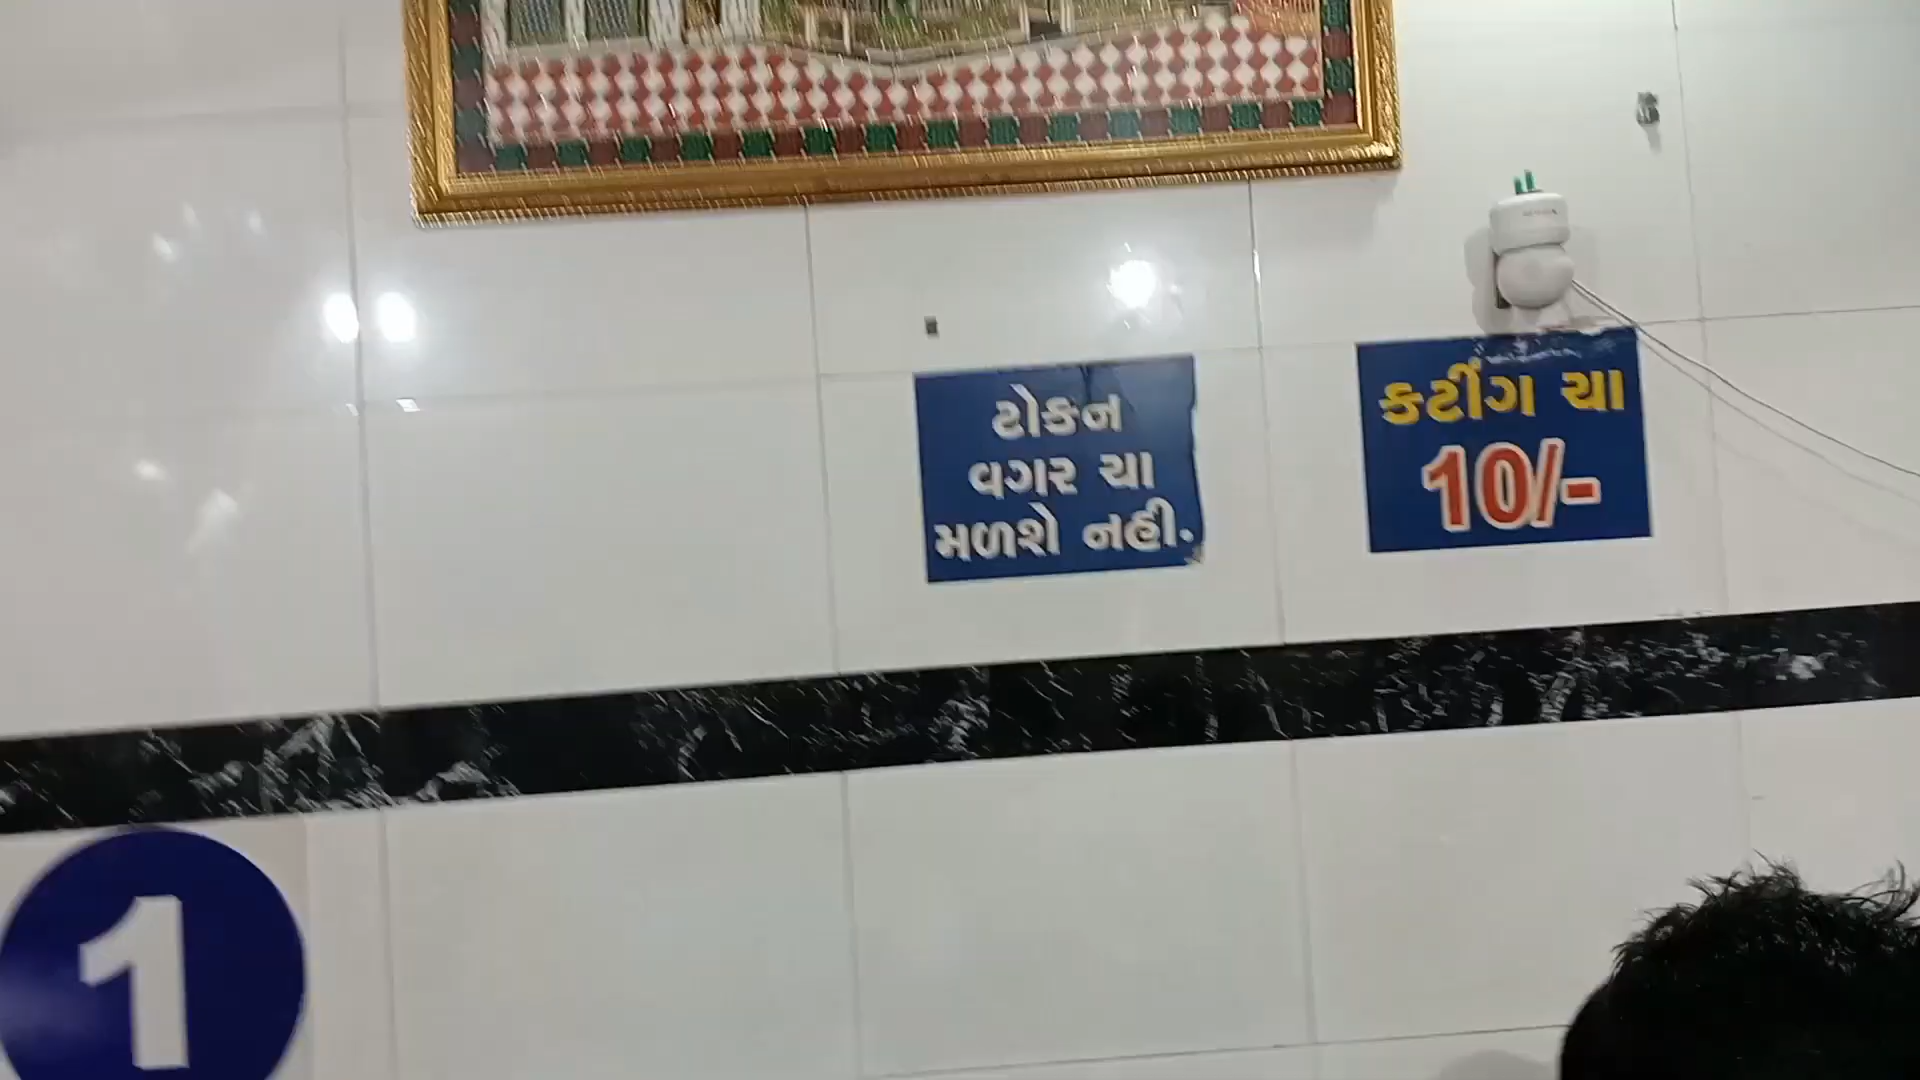 ટોકન
વગર ચા
મળશે નહી.
કટીંગ ચા
10/-
1